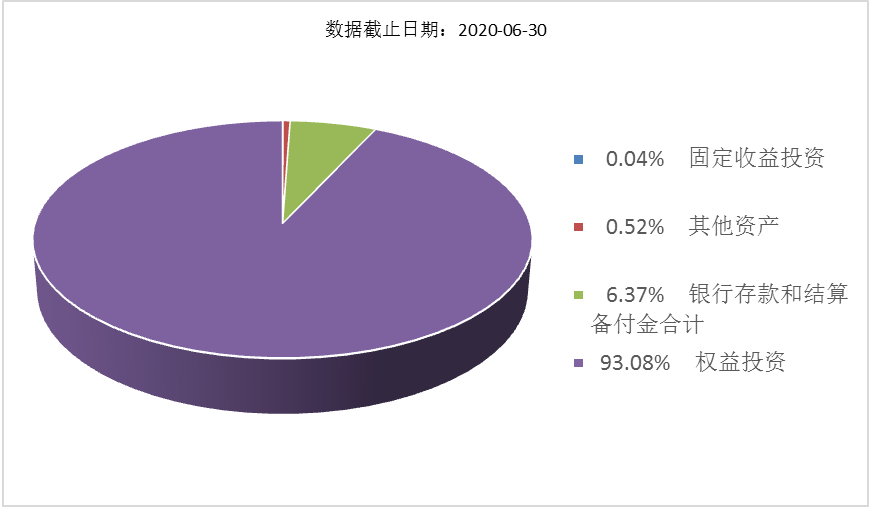 数据截止日期：2020-06-30
0.04% 固定收益投资
0.52% 其他资产
6.37% 银行存款和结算
备付金合计
93.08% 权益投资